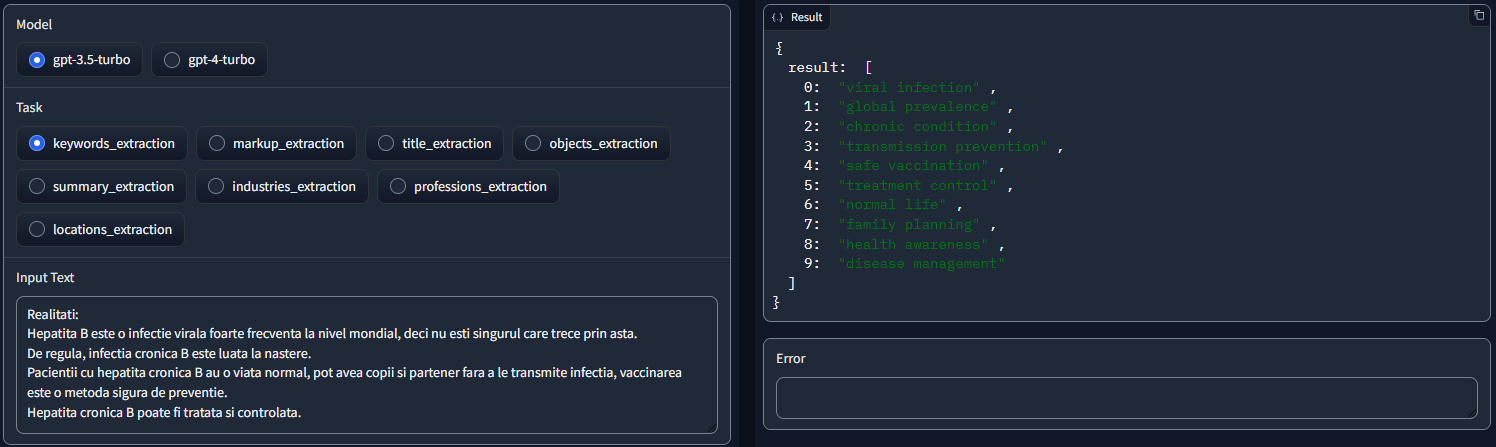 Model
gpt-3.5-turbo
gpt-4-turbo
Task
keywords_extraction
markup_extraction
title_extraction
objects_extraction
summary_extraction
industries_extraction
professions_extraction
locations_extraction
Input Text
Realitati:
Hepatita B este o infectie virala foarte frecventa la nivel mondial, deci nu esti singurul care trece prin asta.
De regula, infectia cronica B este luata la nastere.
Pacientii cu hepatita cronica B au o viata normal, pot avea copii si partener fara a le transmite infectia, vaccinarea
este o metoda sigura de preventie.
Hepatita cronica B poate fi tratata si controlata.
{.} Result
{
result: [
0: "viral infection" ,
1: "global prevalence" ,
2: "chronic condition" ,
3: "transmission prevention" ,
4: "safe vaccination" ,
5: "treatment control" ,
6: "normal life" ,
7: "family planning" ,
8: "health awareness" ,
9: "disease management"
]
}
Error